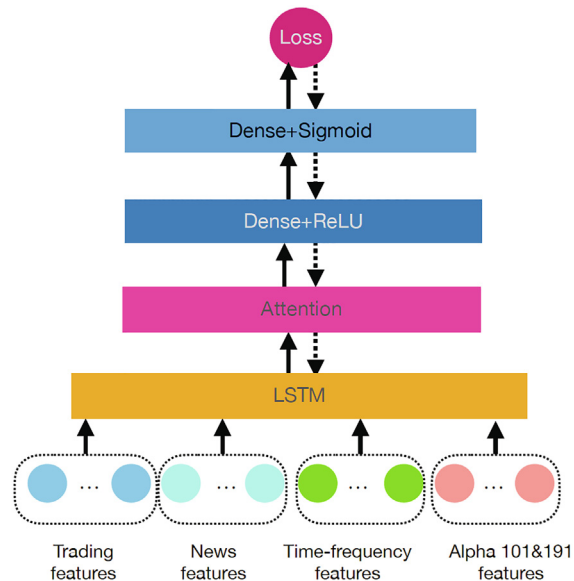 Loss
Dense+Sigmoid
Dense+ReLU
Attention
LSTM
... ... ... ...
Trading features
News features
Time-frequency features
Alpha 101&191 features